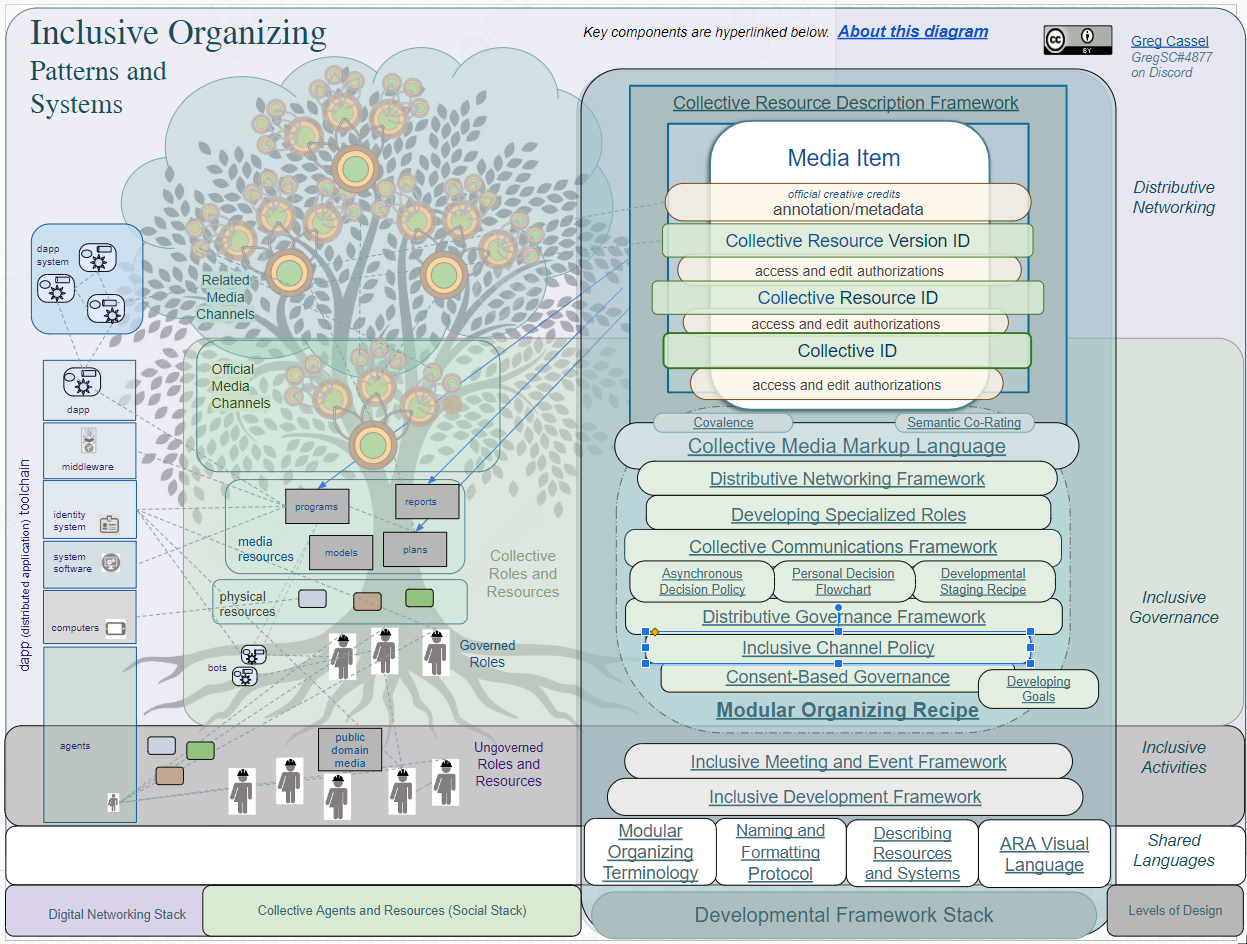 Inclusive Organizing
Patterns and
Systems
Key components are hyperlinked below. About this diagram
BY
Greg Cassel
GregSC#4877
on Discord
Collective Resource Description Framework
Media Item
official creative credits
annotation/metadata
Collective Resource Version ID
access and edit authorizations
Collective Resource ID
access and edit authorizations
Collective ID
access and edit authorizations
Distributive
Networking
dapp
system
Related
Media
Channels
Official
Media
Channels
dapp
middleware
identity
system
system
software
computers
agents
dapp (distributed application) toolchain
programs
reports
media
resources
models
plans
physical
resources
bots
Collective
Roles and
Resources
Governed
Roles
public
domain
media
Ungoverned
Roles and
Resources
Covalence
Semantic Co-Rating
Collective Media Markup Language
Distributive Networking Framework
Developing Specialized Roles
Collective Communications Framework
Asynchronous
Decision Policy
Personal Decision
Flowchart
Developmental
Staging Recipe
Distributive Governance Framework
Inclusive Channel Policy
Consent-Based Governance
Developing
Goals
Modular Organizing Recipe
Inclusive
Governance
Inclusive Meeting and Event Framework
Inclusive Development Framework
Inclusive
Activities
Modular
Organizing
Terminology
Naming and
Formatting
Protocol
Describing
Resources
and Systems
ARA Visual
Language
Shared
Languages
Digital Networking Stack
Collective Agents and Resources (Social Stack)
Developmental Framework Stack
Levels of Design